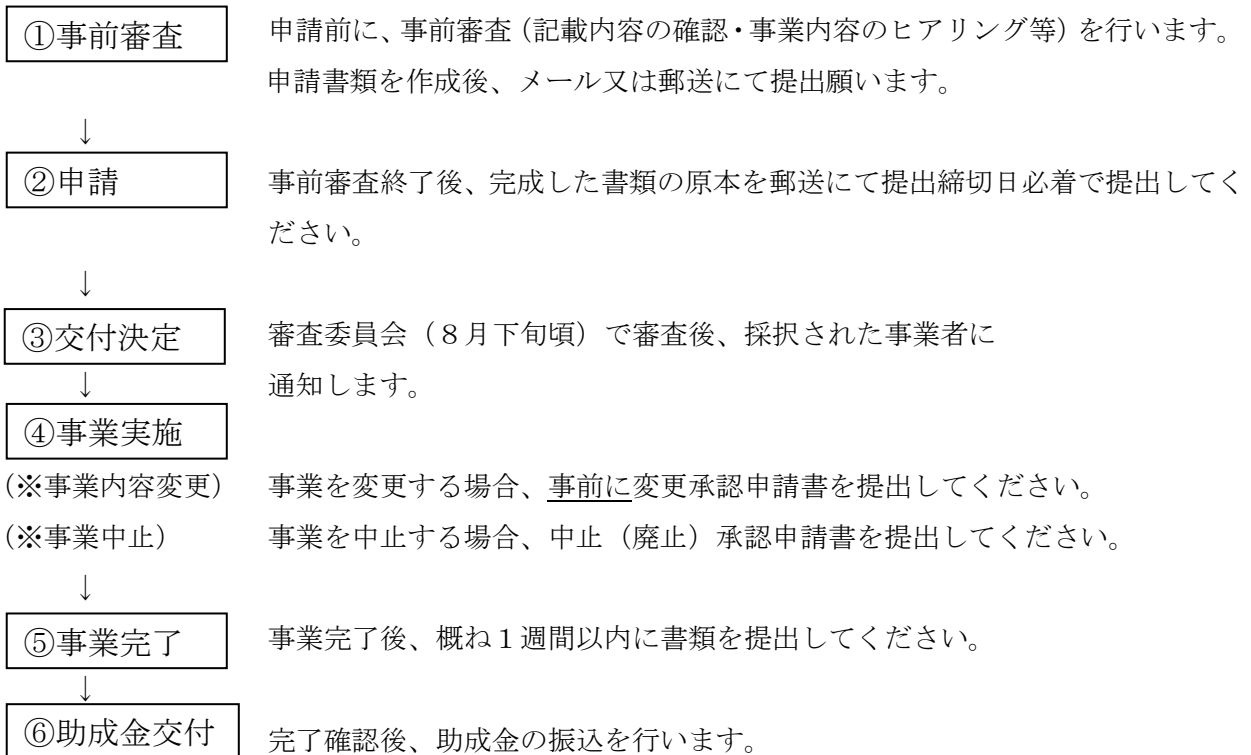 ①事前審査 申請前に、事前審査（記載内容の確認・事業内容のヒアリング等）を行います。
申請書類を作成後、メール又は郵送にて提出願います。
↓
②申請 事前審査終了後、完成した書類の原本を郵送にて提出締切日必着で提出してく
ださい。
↓
③交付決定 審査委員会（８月下旬頃）で審査後、採択された事業者に
↓ 通知します。
④事業実施
(※事業内容変更) 事業を変更する場合、事前に変更承認申請書を提出してください。
(※事業中止) 事業を中止する場合、中止（廃止）承認申請書を提出してください。
↓
⑤事業完了 事業完了後、概ね１週間以内に書類を提出してください。
↓
⑥助成金交付 完了確認後、助成金の振込を行います。